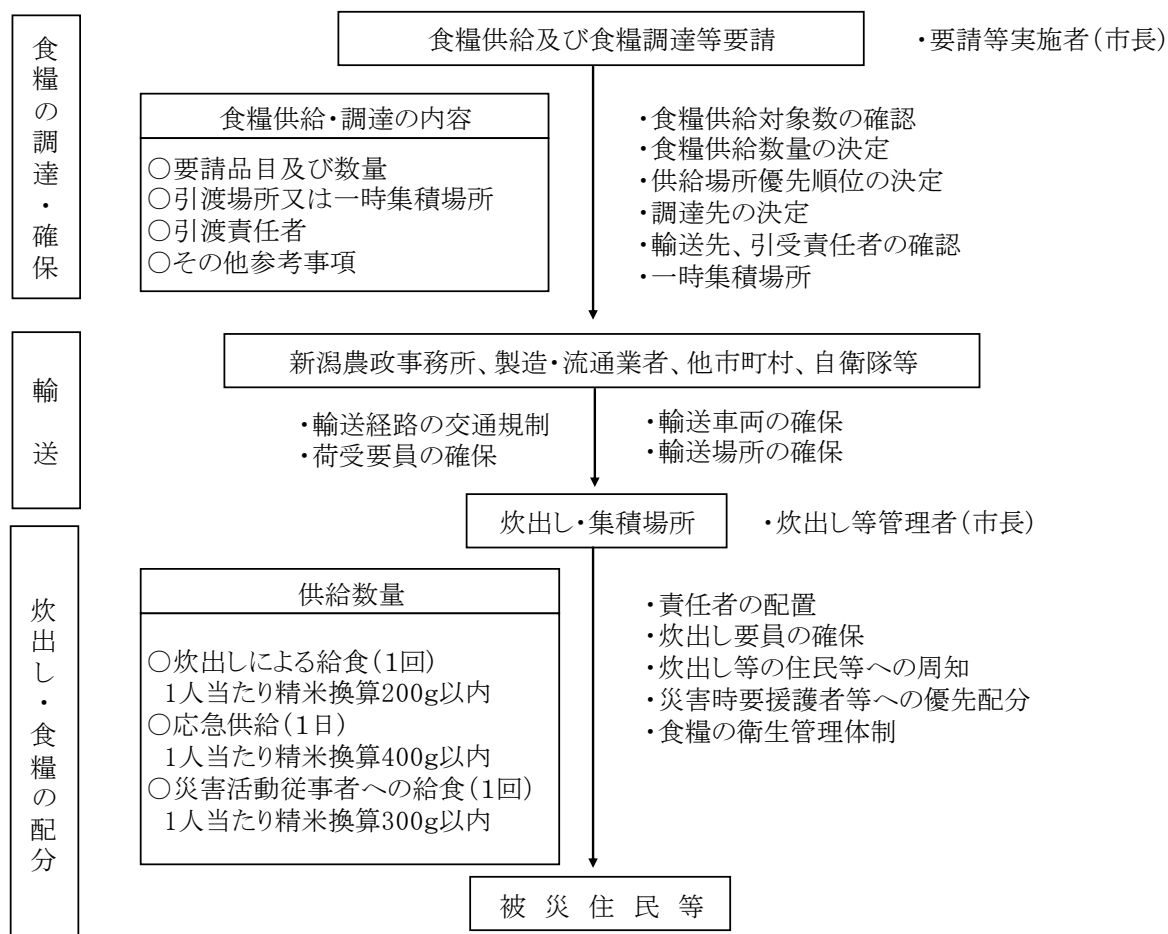 食糧の調達・確保
食糧供給及び食糧調達等要請
・要請等実施者(市長)
食糧供給・調達の内容
○要請品目及び数量
○引渡場所又は一時集積場所
○引渡責任者
○その他参考事項
・食糧供給対象数の確認
・食糧供給数量の決定
・供給場所優先順位の決定
・調達先の決定
・輸送先、引受責任者の確認
・一時集積場所
輸送
新潟農政事務所、製造・流通業者、他市町村、自衛隊等
・輸送経路の交通規制
・荷受要員の確保
・輸送車両の確保
・輸送場所の確保
炊出し・集積場所
・炊出し等管理者(市長)
炊出し・食糧の配分
供給数量
○炊出しによる給食(1回)
1人当たり精米換算200g以内
○応急供給(1日)
1人当たり精米換算400g以内
○災害活動従事者への給食(1回)
1人当たり精米換算300g以内
・責任者の配置
・炊出し要員の確保
・炊出し等の住民等への周知
・災害時要援護者等への優先配分
・食糧の衛生管理体制
被災住民等